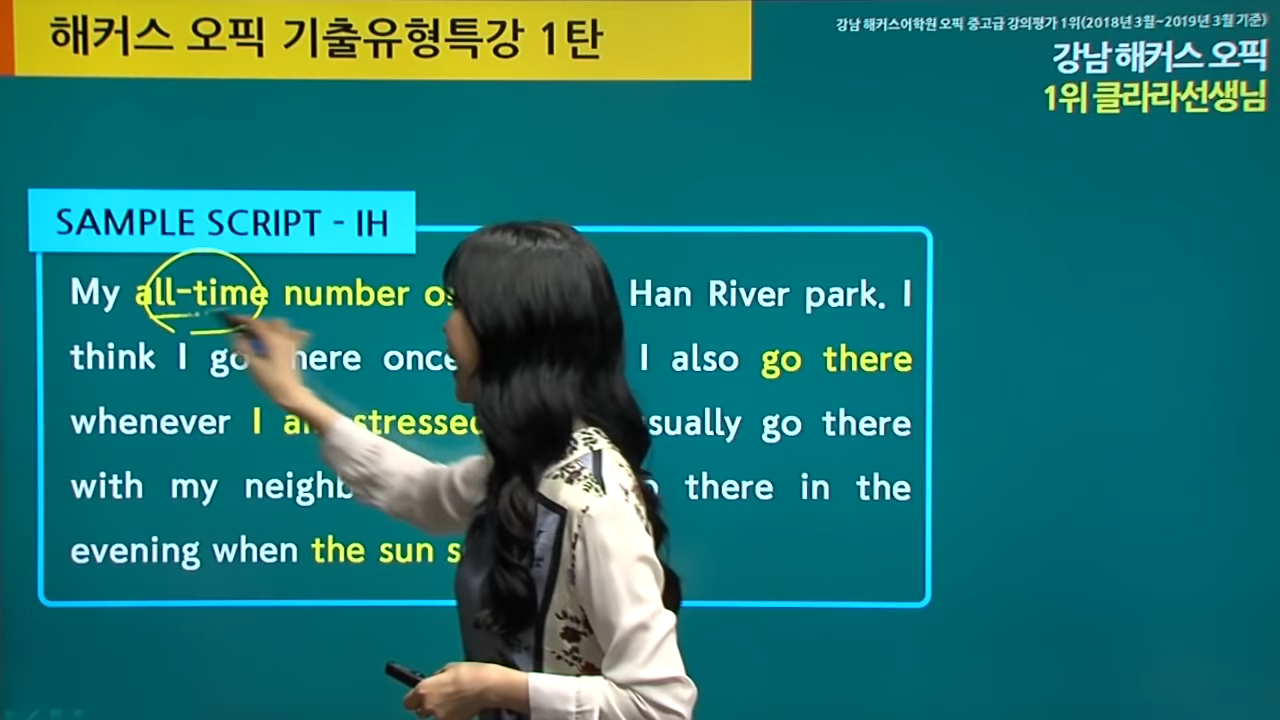 해커스 오픽 기출유형특강 1탄
강남 해커스어학원 오픽 중고급 강의평가 1위(2018년 3월~2019년 3월 기준)
강남 해커스 오픽
1위 클라라선생님
SAMPLE SCRIPT - IH
My all-time number Han River park. I
think I go once I also go there
whenever I stressed usually go there
with my there in the
evening when the sun